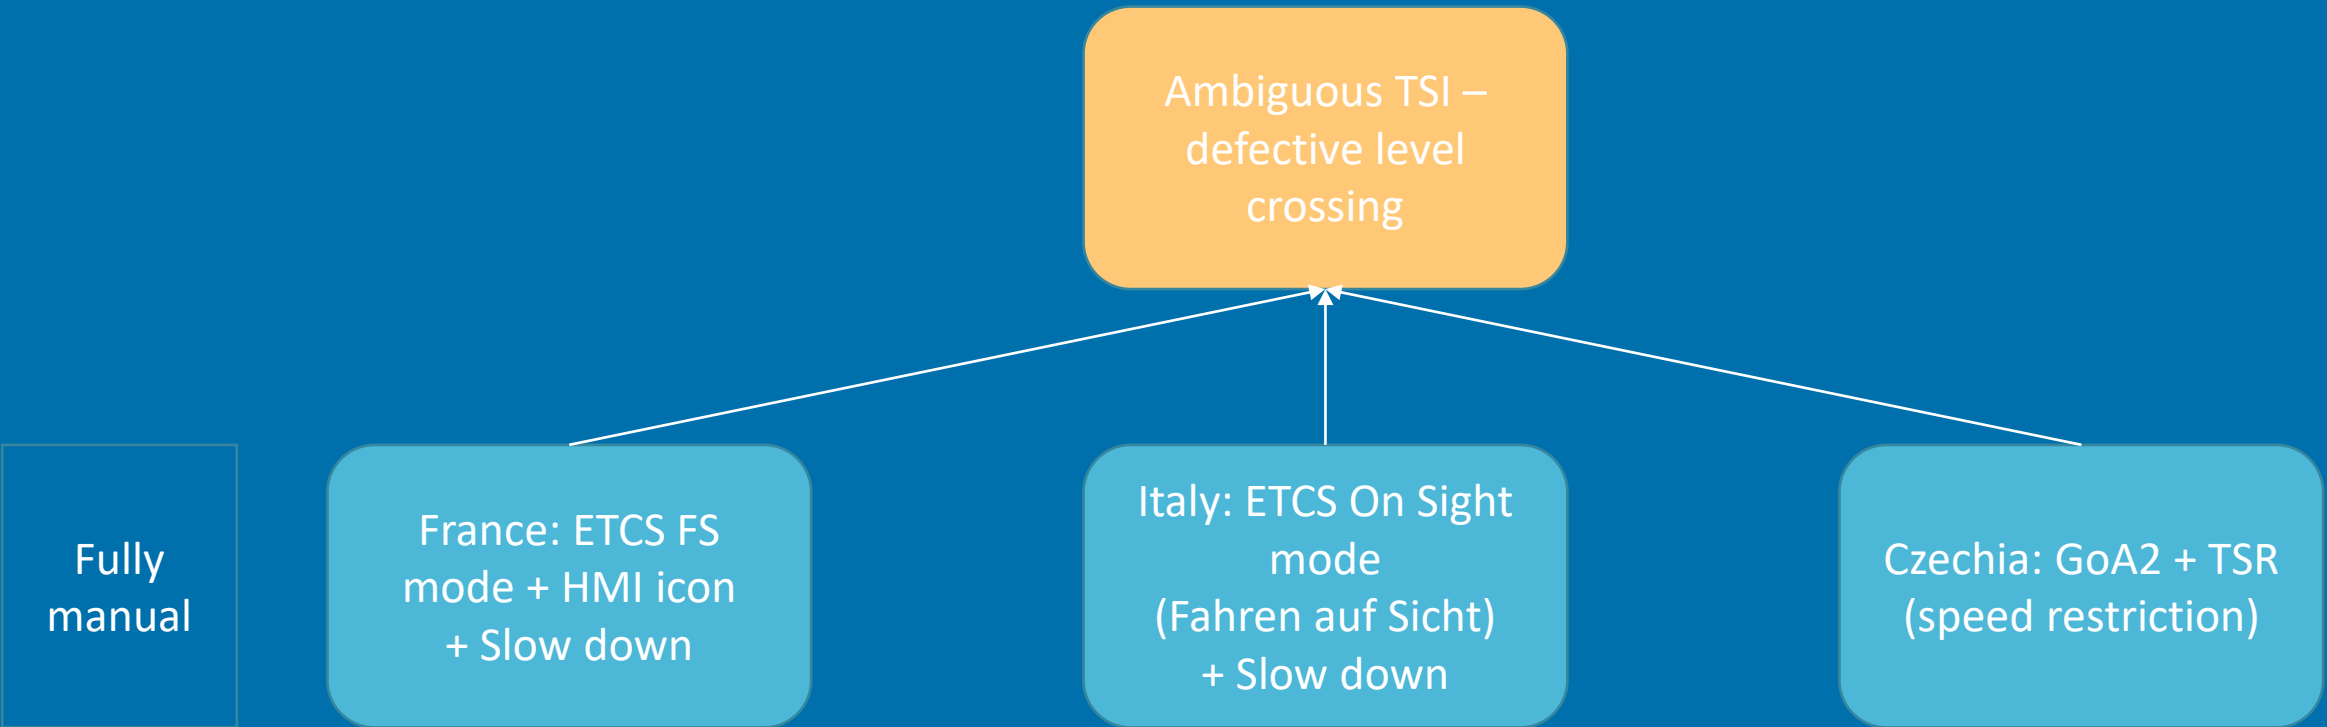 Ambiguous TSI –
defective level
crossing
Fully
manual
France: ETCS FS
mode + HMI icon
+ Slow down
Italy: ETCS On Sight
mode
(Fahren auf Sicht)
+ Slow down
Czechia: GoA2 + TSR
(speed restriction)